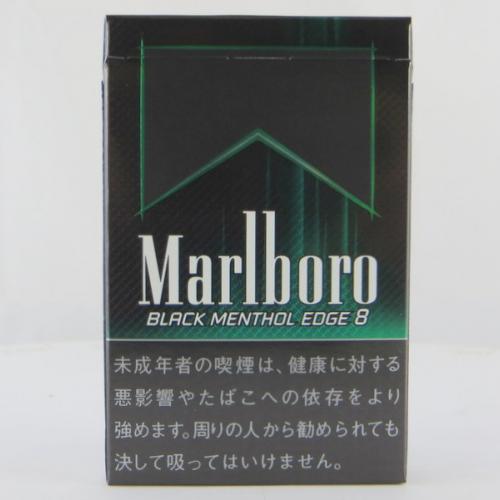 Marlboro
BLACK MENTHOL EDGE 8
未成年者の喫煙は、健康に対する
悪影響やたばこへの依存をより
強めます。周りの人から勧められても
決して吸ってはいけません。